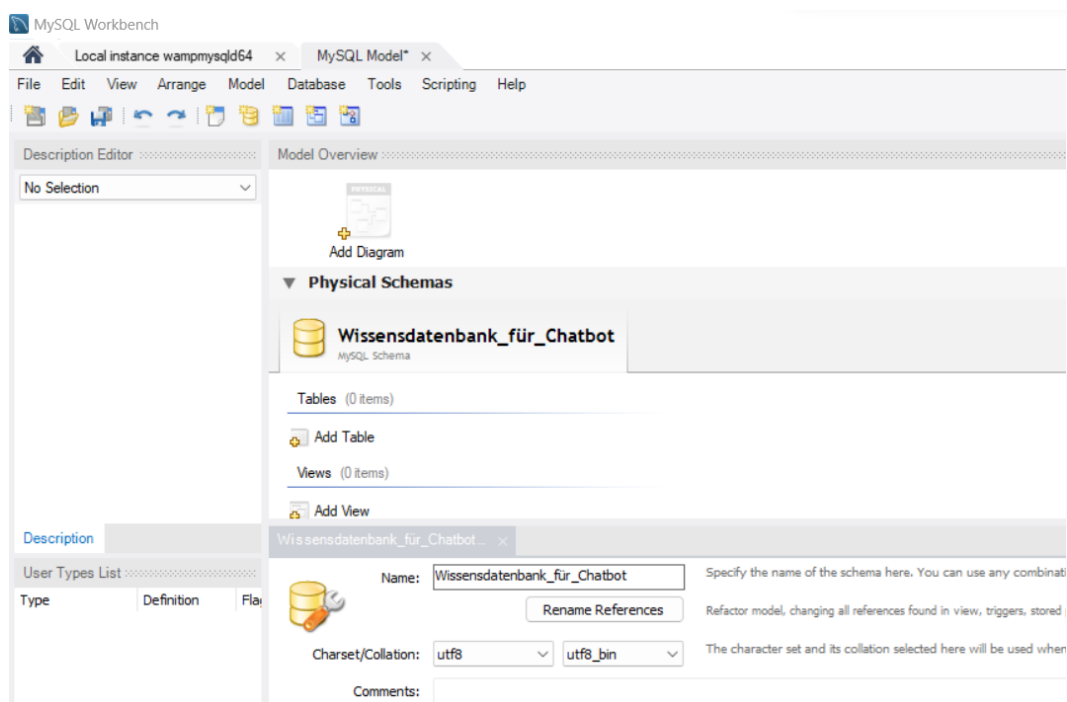 MySQL Workbench
Local instance wampmysqld64 × MySQL Model* ×
File Edit View Arrange Model Database Tools Scripting Help
Description Editor
No Selection
Model Overview
PHYSICAL
Add Diagram
Physical Schemas
Wissensdatenbank_für_Chatbot
MySQL Schema
Tables (0 items)
Add Table
Views (0 items)
Add View
Description
Wissensdatenbank_für_Chatbot... ×
User Types List
Type Definition Flag
Name: Wissensdatenbank_für_Chatbot
Specify the name of the schema here. You can use any combinati
Rename References
Refactor model, changing all references found in view, triggers, stored
Charset/Collation: utf8 utf8_bin
The character set and its collation selected here will be used when
Comments: